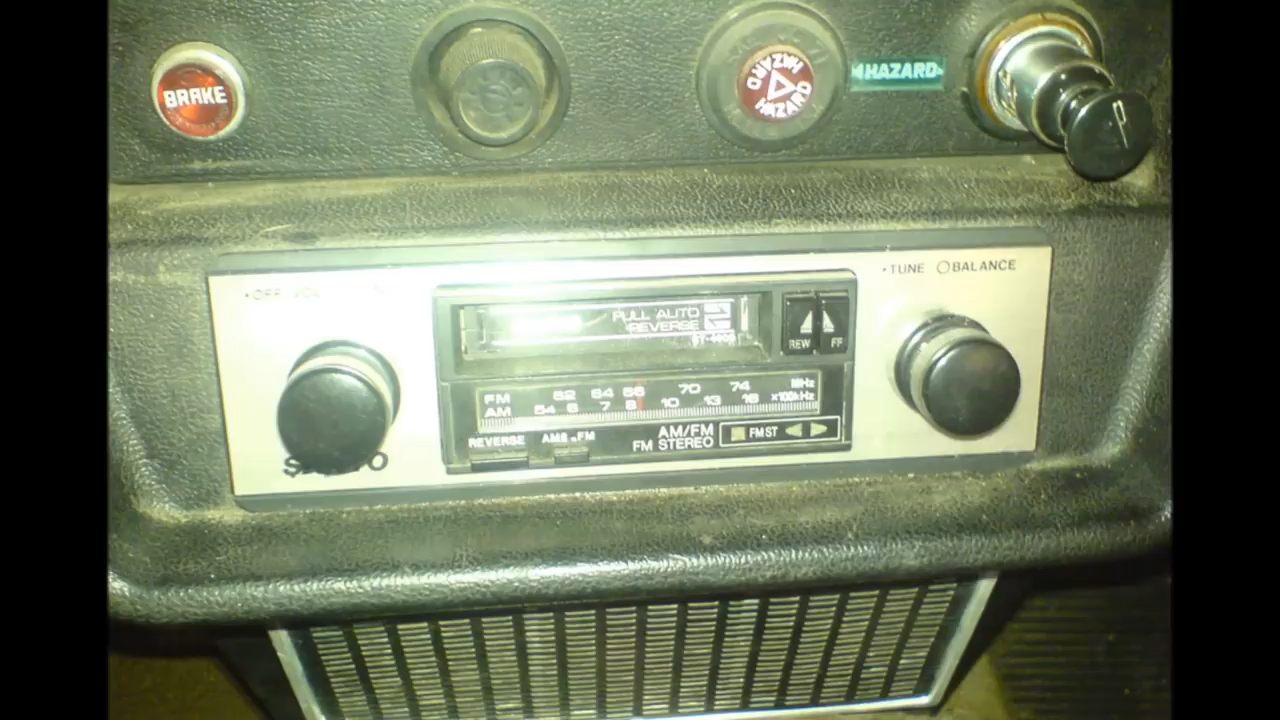 BRAKE
HAZARD
HAZARD
HAZARD
TUNE BALANCE
OFF VOL
FULL AUTO
REVERSE
REW FF
FM 62 64 66 70 74 MHz
AM 54 6 7 8 10 13 16 x100kHz
REVERSE AM FM
AM/FM
FM STEREO
FM ST